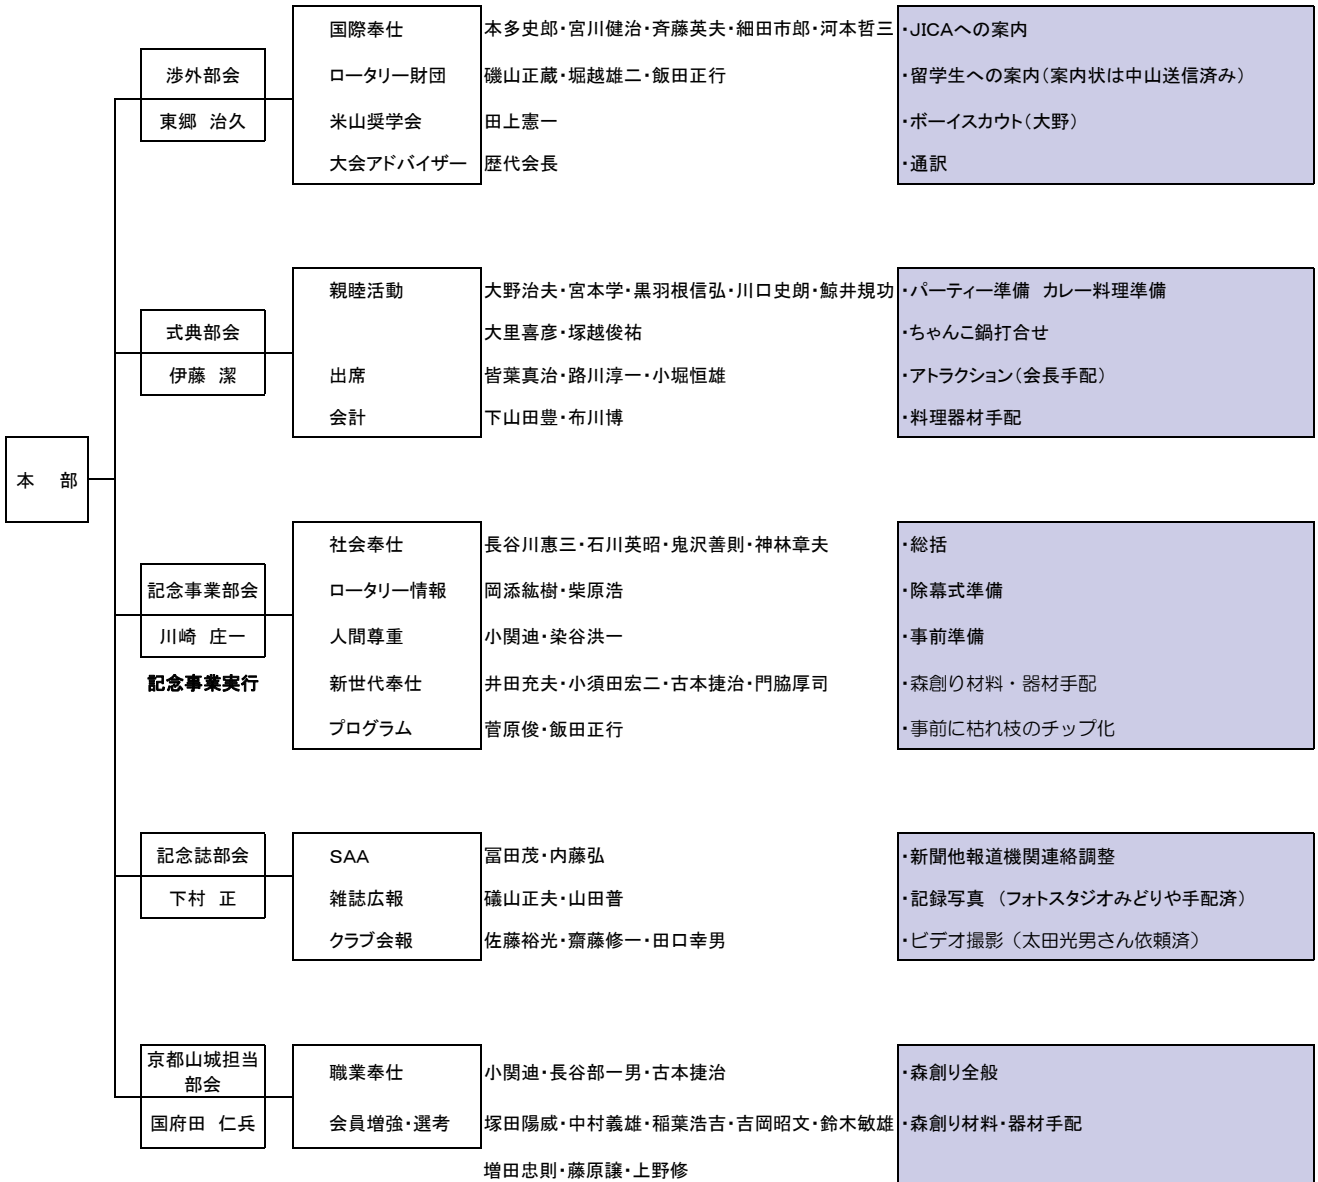 国際奉仕 本多史郎・宮川健治・斉藤英夫・細田市郎・河本哲三 ・JICAへの案内
渉外部会 ロータリー財団 磯山正蔵・堀越雄二・飯田正行 ・留学生への案内（案内状は中山送信済み）
東郷 治久 米山奨学会 田上憲一 ・ボーイスカウト（大野）
大会アドバイザー 歴代会長 ・通訳
親睦活動 大野治夫・宮本学・黒羽根信弘・川口史朗・鯨井規功 ・パーティー準備 カレー料理準備
式典部会 大里喜彦・塚越俊祐 ・ちゃんこ鍋打合せ
伊藤 潔 出席 皆葉真治・路川淳一・小堀恒雄 ・アトラクション（会長手配）
会計 下山田豊・布川博 ・料理器材手配
本 部
社会奉仕 長谷川惠三・石川英昭・鬼沢善則・神林章夫 ・総括
記念事業部会 ロータリー情報 岡添紘樹・柴原浩 ・除幕式準備
川崎 庄一 人間尊重 小関迪・染谷洪一 ・事前準備
記念事業実行 新世代奉仕 井田充夫・小須田宏二・古本捷治・門脇厚司 ・森創り材料・器材手配
プログラム 菅原俊・飯田正行 ・事前に枯れ枝のチップ化
記念誌部会 SAA 冨田茂・内藤弘 ・新聞他報道機関連絡調整
下村 正 雑誌広報 礒山正夫・山田普 ・記録写真 （フォトスタジオみどりや手配済）
クラブ会報 佐藤裕光・齋藤修一・田口幸男 ・ビデオ撮影（太田光男さん依頼済）
京都山城担当
部会 職業奉仕 小関迪・長谷部一男・古本捷治 ・森創り全般
国府田 仁兵 会員増強・選考 塚田陽威・中村義雄・稲葉浩吉・吉岡昭文・鈴木敏雄 ・森創り材料・器材手配
増田忠則・藤原譲・上野修